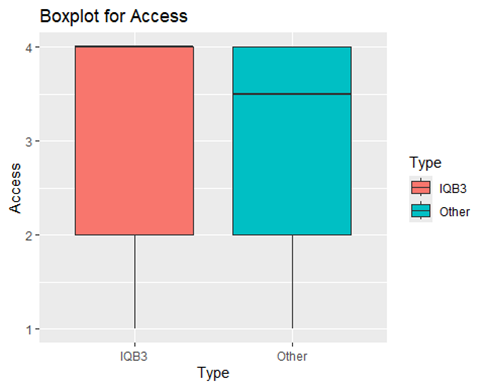 Boxplot for Access
4
3
2
1
Access
IQB3
Other
Type
Type
IQB3
Other